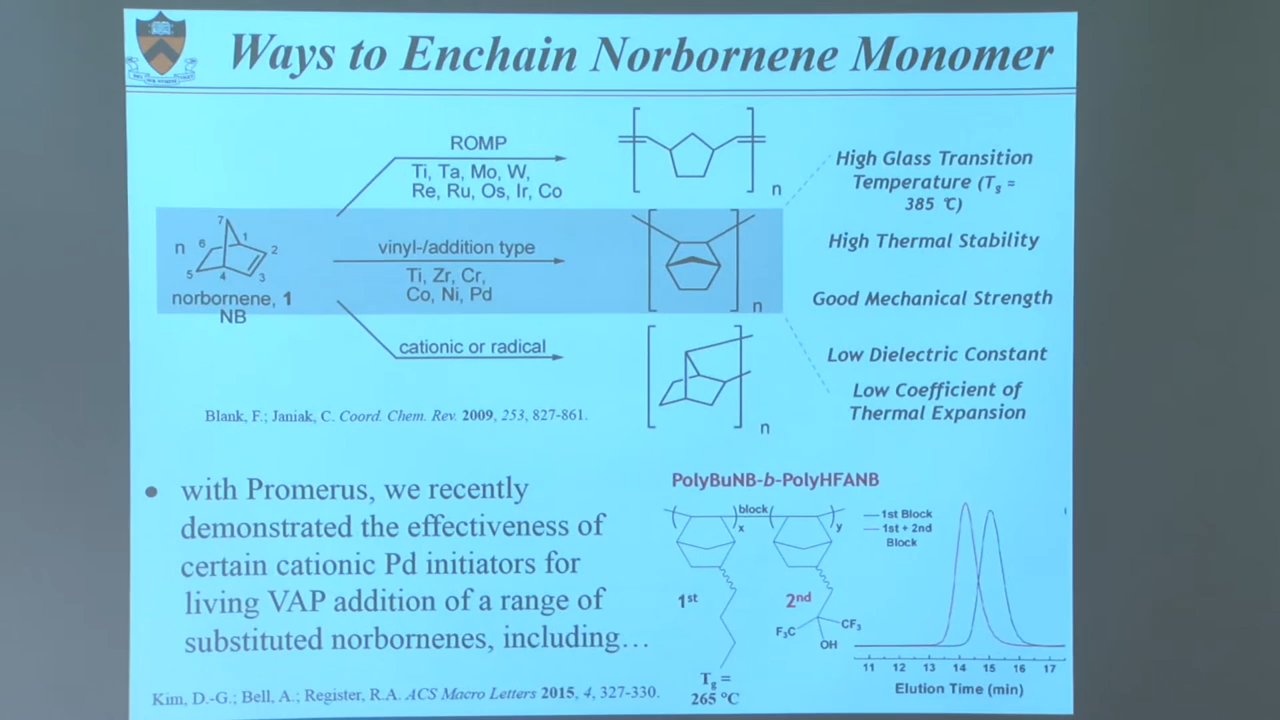 Ways to Enchain Norbornene Monomer
ROMP
Ti, Ta, Mo, W,
Re, Ru, Os, Ir, Co
n
High Glass Transition
Temperature (Tg =
385 ℃)
7
1
6
2
n
5
4
3
norbornene, 1
NB
vinyl-/addition type
Ti, Zr, Cr,
Co, Ni, Pd
n
High Thermal Stability
Good Mechanical Strength
cationic or radical
n
Low Dielectric Constant
Low Coefficient of
Thermal Expansion
Blank, F.; Janiak, C. Coord. Chem. Rev. 2009, 253, 827-861.
• with Promerus, we recently
demonstrated the effectiveness of
certain cationic Pd initiators for
living VAP addition of a range of
substituted norbornenes, including…
Kim, D.-G.; Bell, A.; Register, R.A. ACS Macro Letters 2015, 4, 327-330.
PolyBuNB-b-PolyHFANB
block
x
y
1st
2nd
F3C
CF3
OH
Tg =
265 °C
1st Block
1st + 2nd
Block
11 12 13 14 15 16 17
Elution Time (min)